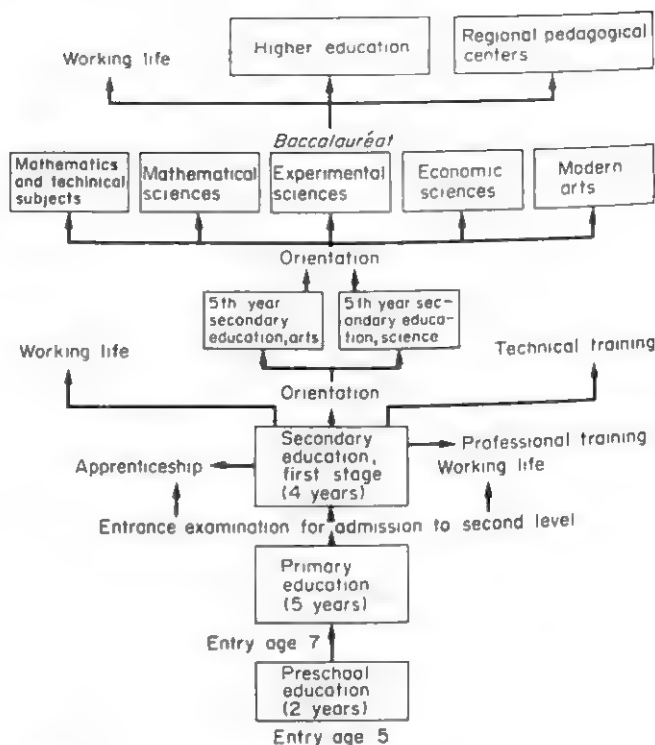 Higher education
Regional pedagogical
centers
Working life
Baccalauréat
Mathematics
and techinical
subjects
Mathematical
sciences
Experimental
sciences
Economic
sciences
Modern
arts
Orientation
5th year
secondary
education, arts
5th year sec-
ondary educa-
tion, science
Working life
Technical training
Orientation
Secondary
education,
first stage
(4 years)
Apprenticeship
Professional training
Working life
Entrance examination for admission to second level
Primary
education
(5 years)
Entry age 7
Preschool
education
(2 years)
Entry age 5